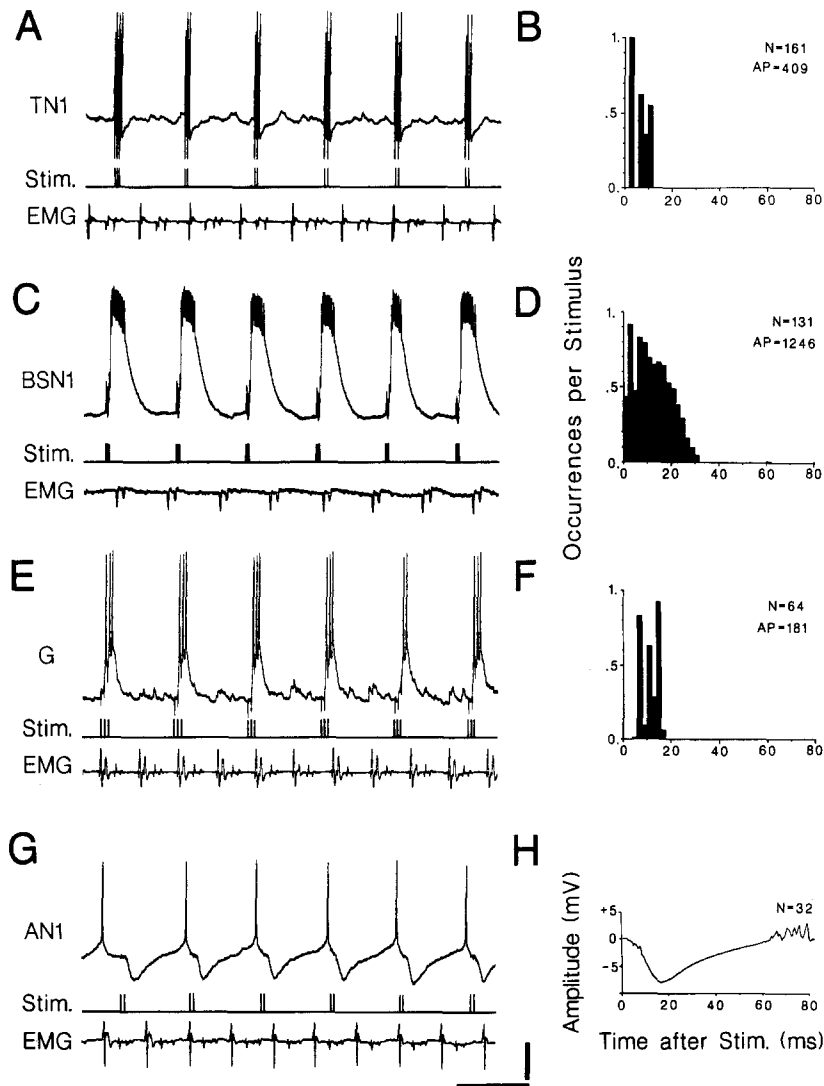 A
TN1
Stim.
EMG
B
1.
.5
0
N=161
AP=409
0 20 40 60 80
C
BSN1
Stim.
EMG
D
1.
.5
0
N=131
AP=1246
0 20 40 60 80
Occurrences per Stimulus
E
G
Stim.
EMG
F
1.
.5
0
N=64
AP=181
0 20 40 60 80
G
AN1
Stim.
EMG
H
Amplitude (mV)
+5
0
-5
N=32
0 20 40 60 80
Time after Stim. (ms)